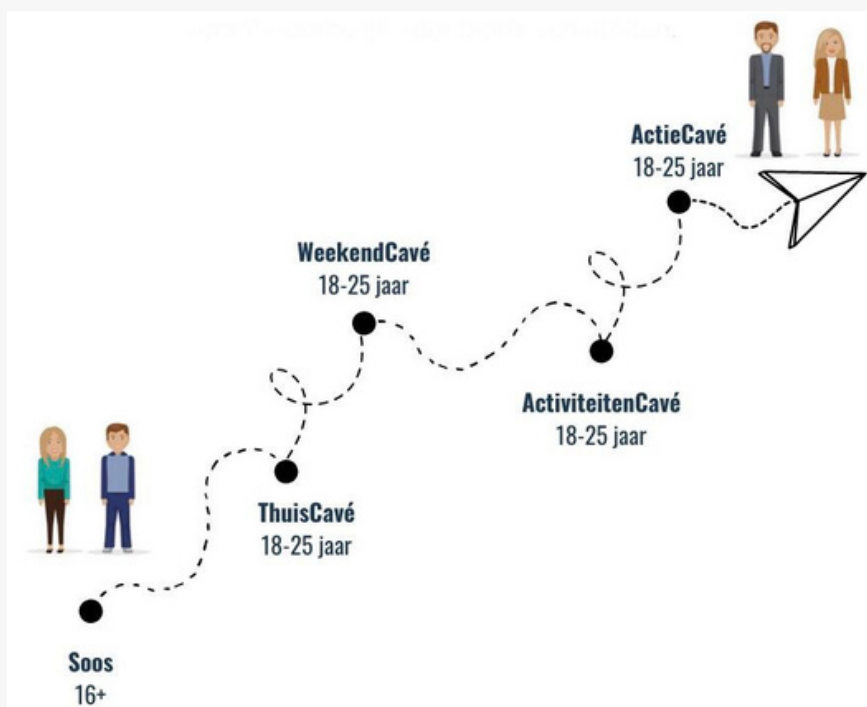 ActieCavé
18-25 jaar
WeekendCavé
18-25 jaar
ActiviteitenCavé
18-25 jaar
ThuisCavé
18-25 jaar
Soos
16+